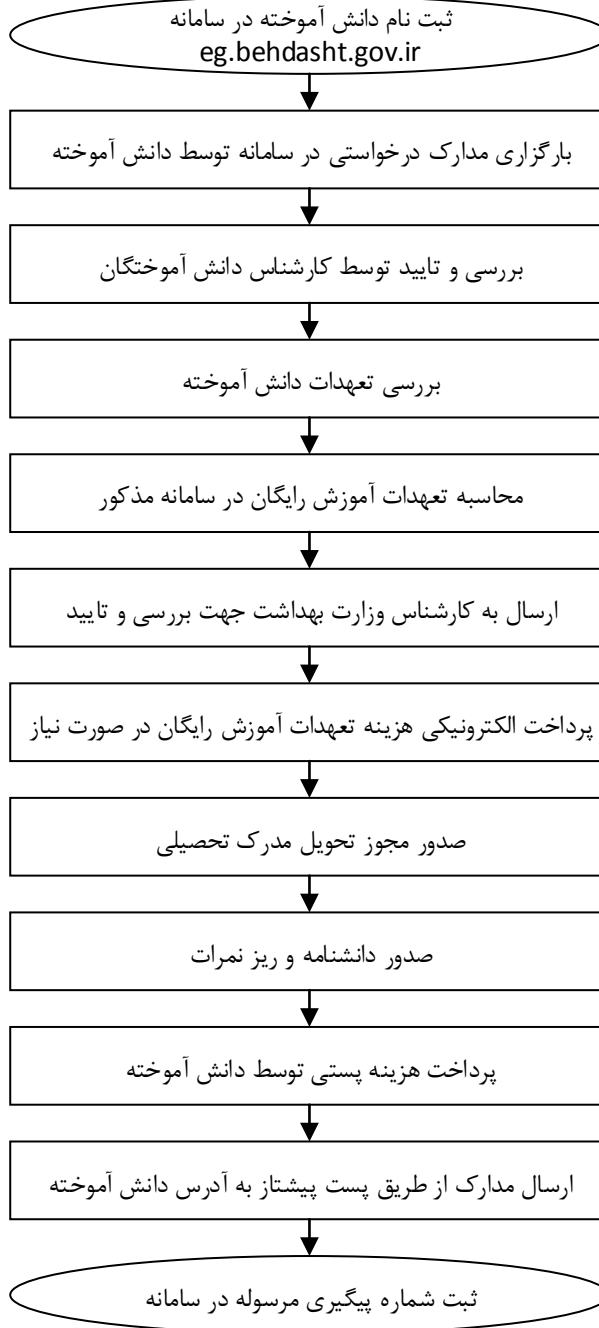 ثبت نام دانش آموخته در سامانه
eg.behdasht.gov.ir
بارگزاری مدارک درخواستی در سامانه توسط دانش آموخته
بررسی و تایید توسط کارشناس دانش آموختگان
بررسی تعهدات دانش آموخته
محاسبه تعهدات آموزش رایگان در سامانه مذکور
ارسال به کارشناس وزارت بهداشت جهت بررسی و تایید
پرداخت الکترونیکی هزینه تعهدات آموزش رایگان در صورت نیاز
صدور مجوز تحویل مدرک تحصیلی
صدور دانشنامه و ریز نمرات
پرداخت هزینه پستی توسط دانش آموخته
ارسال مدارک از طریق پست پیشتاز به آدرس دانش آموخته
ثبت شماره پیگیری مرسوله در سامانه